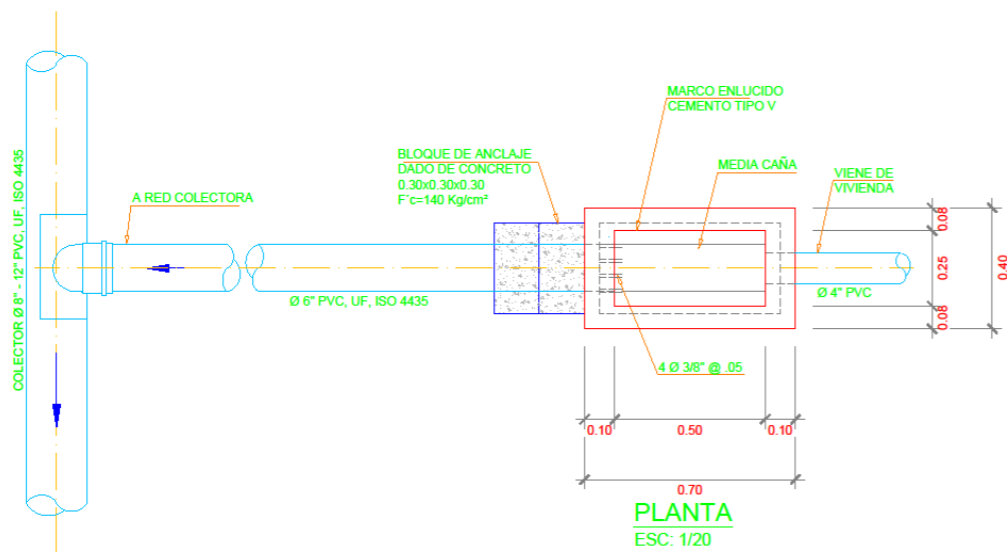 MARCO ENLUCIDO
CEMENTO TIPO V
BLOQUE DE ANCLAJE
DADO DE CONCRETO
0.30x0.30x0.30
F´c=140 Kg/cm²
MEDIA CAÑA
VIENE DE
VIVIENDA
A RED COLECTORA
COLECTOR Ø 8" - 12" PVC, UF, ISO 4435
Ø 6" PVC, UF, ISO 4435
Ø 4" PVC
0.08
0.25
0.08
0.40
4 Ø 3/8" @ .05
0.10
0.50
0.10
0.70
PLANTA
ESC: 1/20